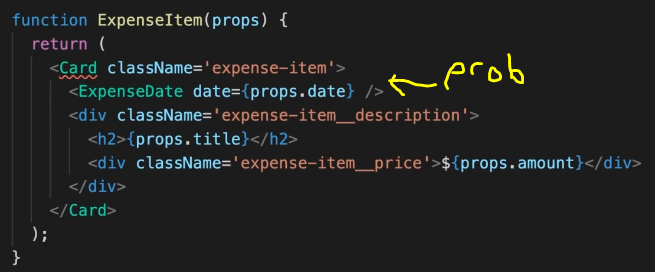 function ExpenseItem(props) {
return (
<Card className='expense-item'>
<ExpenseDate date={props.date} />
prob
<div className='expense-item__description'>
<h2>{props.title}</h2>
<div className='expense-item__price'>${props.amount}</div>
</div>
</Card>
);
}